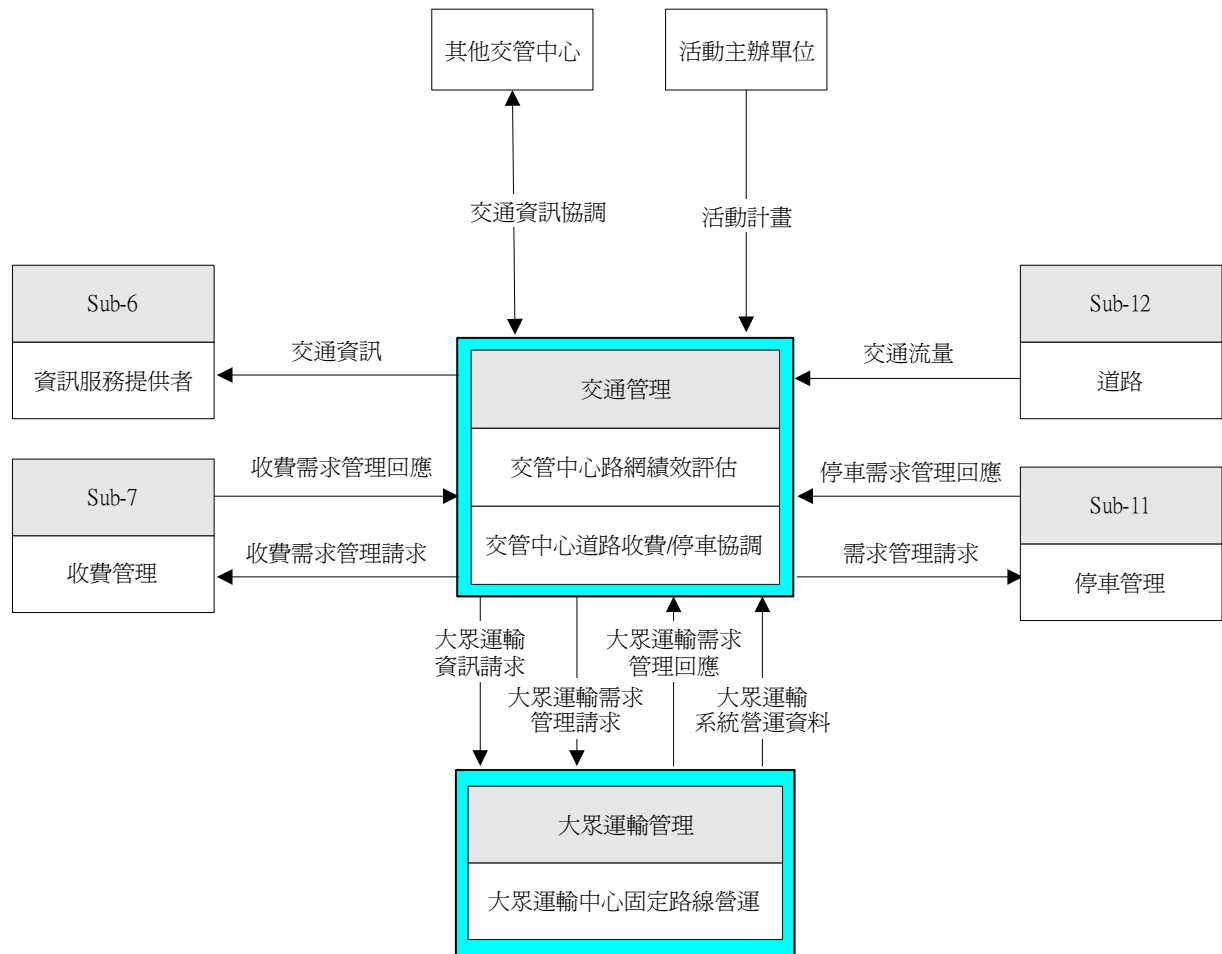 其他交管中心
活動主辦單位
交通資訊協調
活動計畫
Sub-6
資訊服務提供者
交通資訊
交通管理
交管中心路網績效評估
交管中心道路收費/停車協調
交通流量
Sub-12
道路
Sub-7
收費管理
收費需求管理回應
收費需求管理請求
停車需求管理回應
需求管理請求
Sub-11
停車管理
大眾運輸
資訊請求
大眾運輸需求
管理請求
大眾運輸需求
管理回應
大眾運輸
系統營運資料
大眾運輸管理
大眾運輸中心固定路線營運